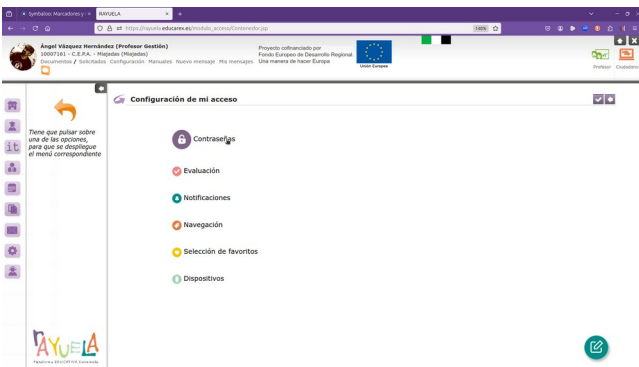 Symbaloo: Marcadores y
RAYUELA
https://rayuela.educarex.es/modulo_acceso/Contenedor.jsp
140%
Ángel Vázquez Hernández (Profesor Gestión)
10007161 - C.E.P.A. - Miajadas (Miajadas)
Documentos / Solicitados Configuración Manuales Nuevo mensaje Mis mensajes
Proyecto cofinanciado por
Fondo Europeo de Desarrollo Regional
Una manera de hacer Europa
Unión Europea
Profesor Ciudadano
Configuración de mi acceso
Tiene que pulsar sobre
una de las opciones,
para que se despliegue
el menú correspondiente
it
Contraseñas
Evaluación
Notificaciones
Navegación
Selección de favoritos
Dispositivos
RAYUELA
Plataforma EDUCATIVA Extremeña